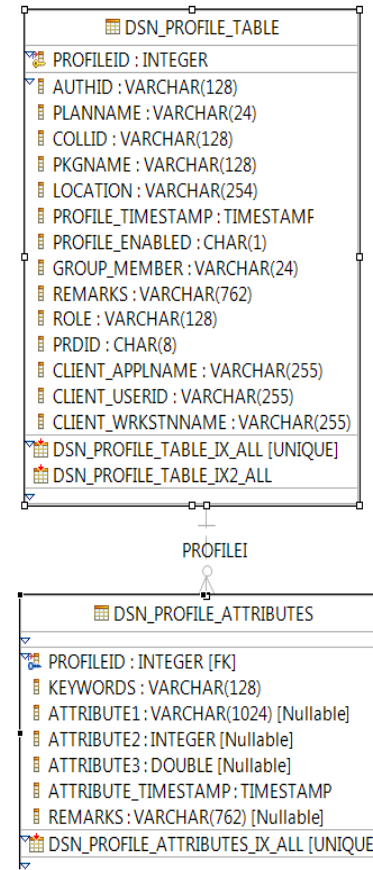 DSN_PROFILE_TABLE
PROFILEID : INTEGER
AUTHID : VARCHAR(128)
PLANNAME : VARCHAR(24)
COLLID : VARCHAR(128)
PKGNAME : VARCHAR(128)
LOCATION : VARCHAR(254)
PROFILE_TIMESTAMP : TIMESTAMP
PROFILE_ENABLED : CHAR(1)
GROUP_MEMBER : VARCHAR(24)
REMARKS : VARCHAR(762)
ROLE : VARCHAR(128)
PRDID : CHAR(8)
CLIENT_APPLNAME : VARCHAR(255)
CLIENT_USERID : VARCHAR(255)
CLIENT_WRKSTNNAME : VARCHAR(255)
DSN_PROFILE_TABLE_IX_ALL [UNIQUE]
DSN_PROFILE_TABLE_IX2_ALL
PROFILEI
DSN_PROFILE_ATTRIBUTES
PROFILEID : INTEGER [FK]
KEYWORDS : VARCHAR(128)
ATTRIBUTE1 : VARCHAR(1024) [Nullable]
ATTRIBUTE2 : INTEGER [Nullable]
ATTRIBUTE3 : DOUBLE [Nullable]
ATTRIBUTE_TIMESTAMP : TIMESTAMP
REMARKS : VARCHAR(762) [Nullable]
DSN_PROFILE_ATTRIBUTES_IX_ALL [UNIQUE